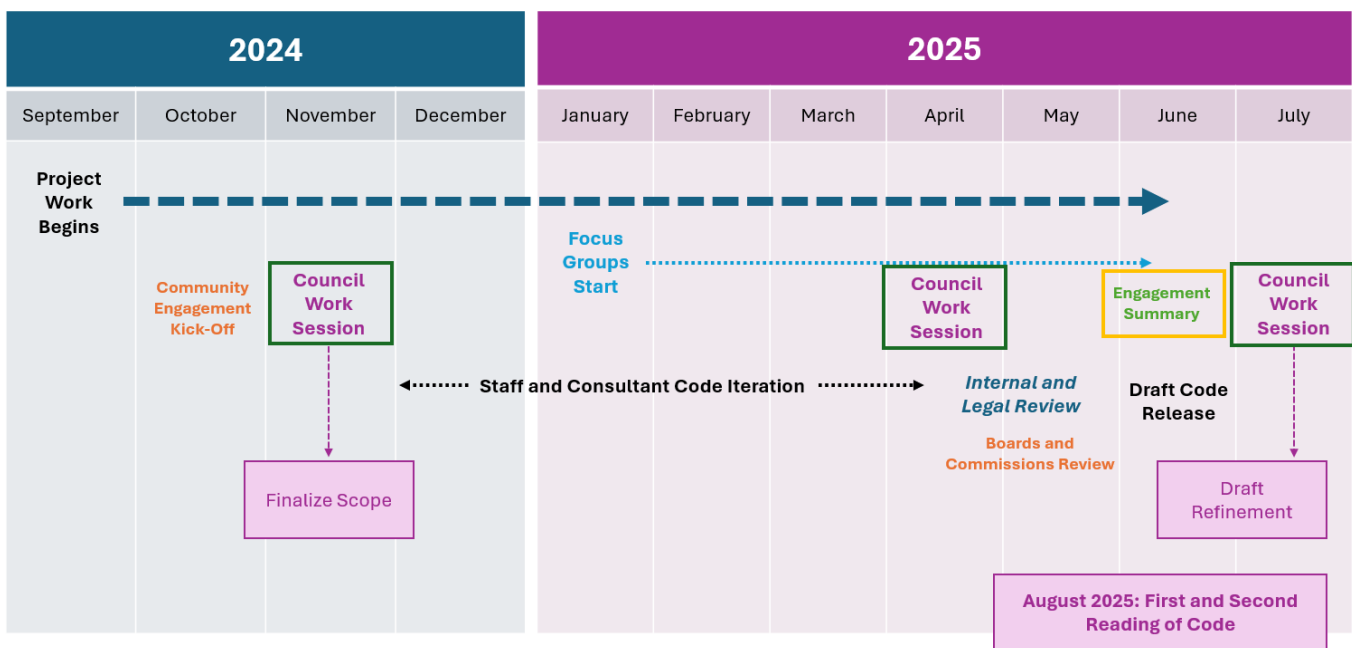 2024
2025
September
October
November
December
January
February
March
April
May
June
July
Project
Work
Begins
Focus
Groups
Start
Community
Engagement
Kick-Off
Council
Work
Session
Council
Work
Session
Engagement
Summary
Council
Work
Session
Staff and Consultant Code Iteration
Internal and
Legal Review
Draft Code
Release
Boards and
Commissions Review
Finalize Scope
Draft
Refinement
August 2025: First and Second
Reading of Code